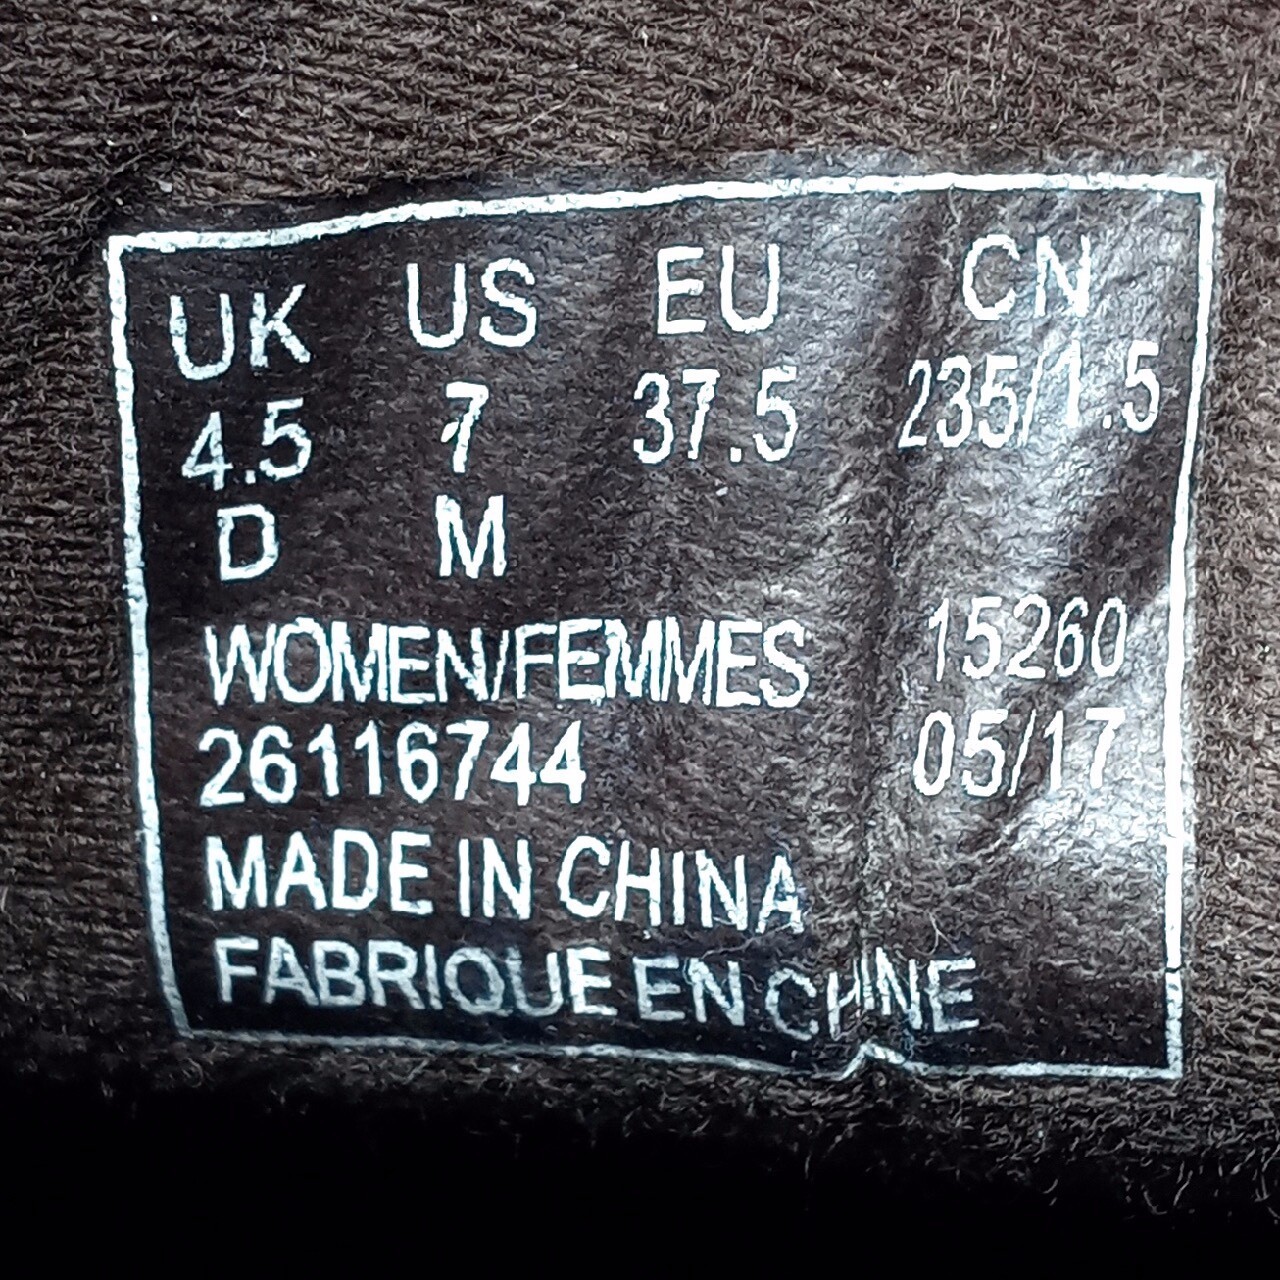 UK US EU CN
4.5 7 37.5 235/1.5
D M
WOMEN/FEMMES 15260
26116744 05/17
MADE IN CHINA
FABRIQUE EN CHINE